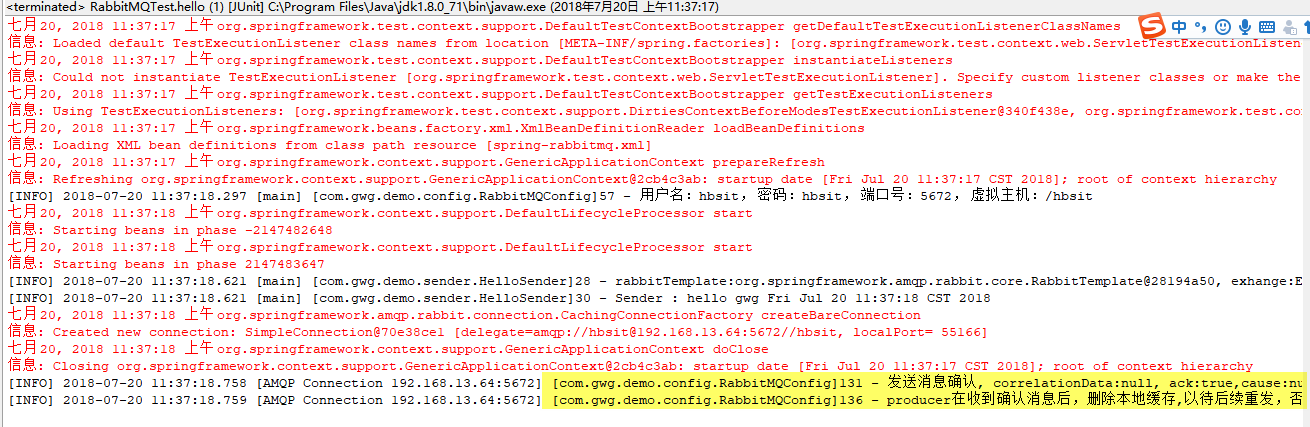 <terminated> RabbitMQTest.hello (1) [JUnit] C:\Program Files\Java\jdk1.8.0_71\bin\javaw.exe (2018年7月20日 上午11:37:17)
七月 20, 2018 11:37:17 上午 org.springframework.test.context.support.DefaultTestContextBootstrapper getDefaultTestExecutionListenerClassNames
信息: Loaded default TestExecutionListener class names from location [META-INF/spring.factories]: [org.springframework.test.context.web.ServletTestExecutionListen
七月 20, 2018 11:37:17 上午 org.springframework.test.context.support.DefaultTestContextBootstrapper instantiateListeners
信息: Could not instantiate TestExecutionListener [org.springframework.test.context.web.ServletTestExecutionListener]. Specify custom listener classes or make the
七月 20, 2018 11:37:17 上午 org.springframework.test.context.support.DefaultTestContextBootstrapper getTestExecutionListeners
信息: Using TestExecutionListeners: [org.springframework.test.context.support.DirtiesContextBeforeModesTestExecutionListener@340f438e, org.springframework.test.co
七月 20, 2018 11:37:17 上午 org.springframework.beans.factory.xml.XmlBeanDefinitionReader loadBeanDefinitions
信息: Loading XML bean definitions from class path resource [spring-rabbitmq.xml]
七月 20, 2018 11:37:17 上午 org.springframework.context.support.GenericApplicationContext prepareRefresh
信息: Refreshing org.springframework.context.support.GenericApplicationContext@2cb4c3ab: startup date [Fri Jul 20 11:37:17 CST 2018]; root of context hierarchy
[INFO] 2018-07-20 11:37:18.297 [main] [com.gwg.demo.config.RabbitMQConfig]57 - 用户名：hbsit, 密码：hbsit, 端口号：5672, 虚拟主机：/hbsit
七月 20, 2018 11:37:18 上午 org.springframework.context.support.DefaultLifecycleProcessor start
信息: Starting beans in phase -2147482648
七月 20, 2018 11:37:18 上午 org.springframework.context.support.DefaultLifecycleProcessor start
信息: Starting beans in phase 2147483647
[INFO] 2018-07-20 11:37:18.621 [main] [com.gwg.demo.sender.HelloSender]28 - rabbitTemplate:org.springframework.amqp.rabbit.core.RabbitTemplate@28194a50, exhange:E
[INFO] 2018-07-20 11:37:18.621 [main] [com.gwg.demo.sender.HelloSender]30 - Sender : hello gwg Fri Jul 20 11:37:18 CST 2018
七月 20, 2018 11:37:18 上午 org.springframework.amqp.rabbit.connection.CachingConnectionFactory createBareConnection
信息: Created new connection: SimpleConnection@70e38ce1 [delegate=amqp://hbsit@192.168.13.64:5672//hbsit, localPort= 55166]
七月 20, 2018 11:37:18 上午 org.springframework.context.support.GenericApplicationContext doClose
信息: Closing org.springframework.context.support.GenericApplicationContext@2cb4c3ab: startup date [Fri Jul 20 11:37:17 CST 2018]; root of context hierarchy
[INFO] 2018-07-20 11:37:18.758 [AMQP Connection 192.168.13.64:5672] [com.gwg.demo.config.RabbitMQConfig]131 - 发送消息确认, correlationData:null, ack:true,cause:nu
[INFO] 2018-07-20 11:37:18.759 [AMQP Connection 192.168.13.64:5672] [com.gwg.demo.config.RabbitMQConfig]136 - producer在收到确认消息后，删除本地缓存,以待后续重发，否
S 中